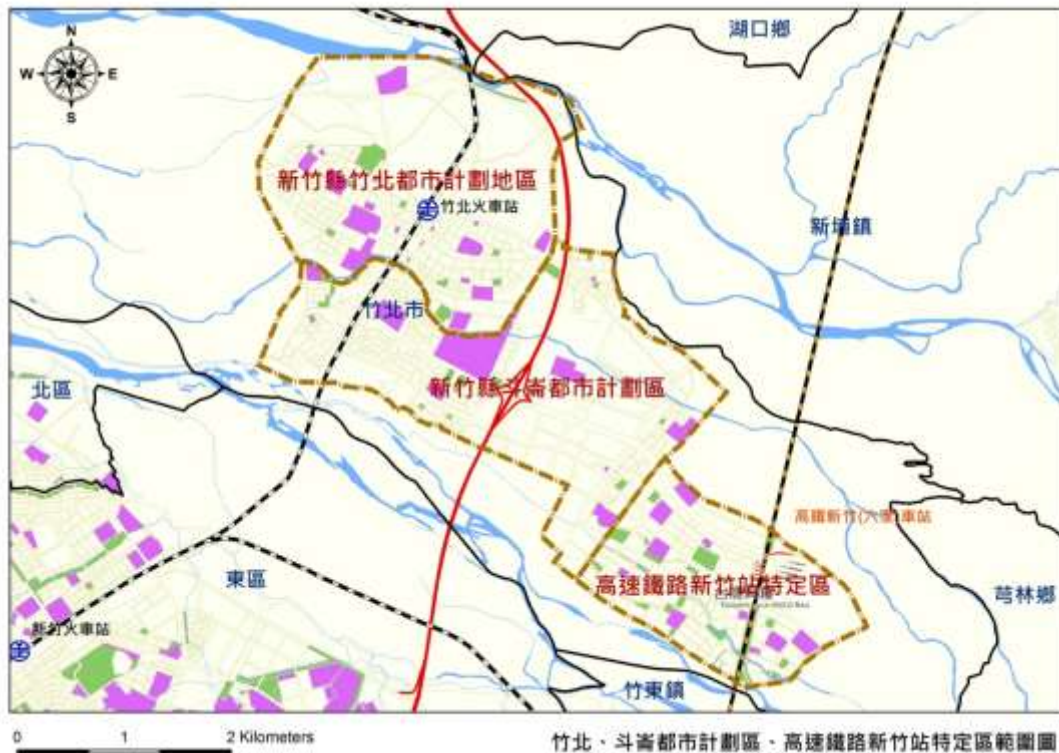 湖口鄉
N
W
E
S
新竹縣竹北都市計劃地區
竹北火車站
新埔鎮
竹北市
北區
新竹縣斗崙都市計劃區
高鐵新竹(六家)車站
東區
高速鐵路新竹站特定區
芎林鄉
新竹火車站
竹東鎮
0
1
2 Kilometers
竹北、斗崙都市計劃區、高速鐵路新竹站特定區範圍圖